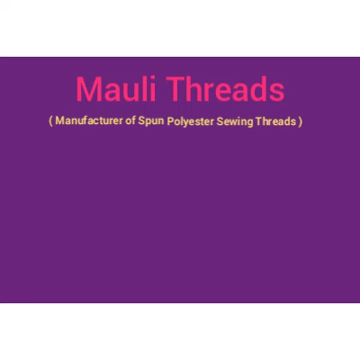 Mauli Threads
( Manufacturer of Spun Polyester Sewing Threads )